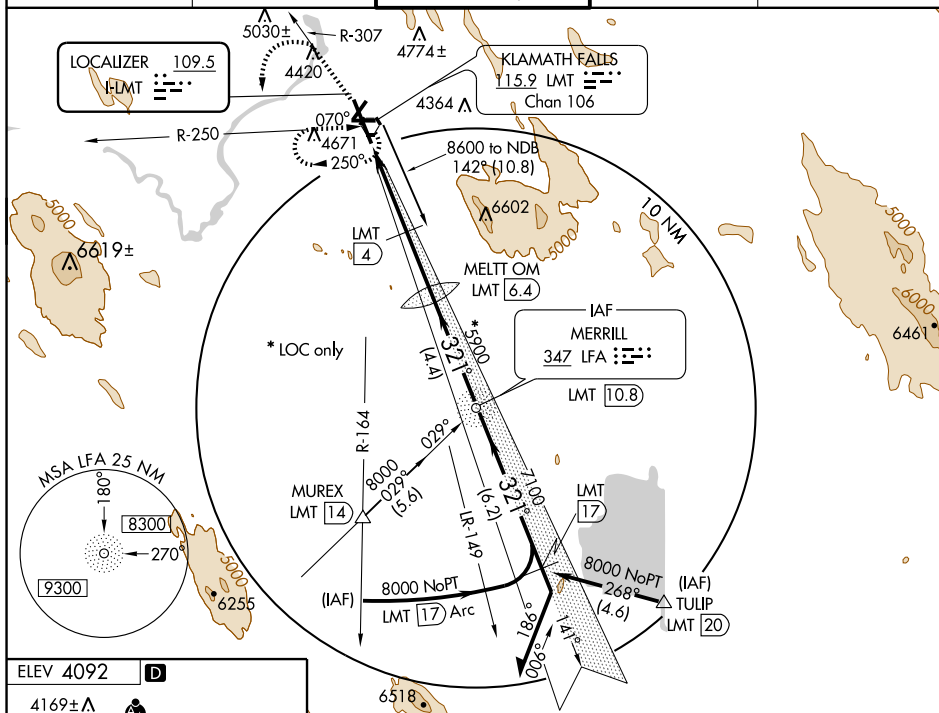 5030±
R-307
4774±
LOCALIZER 109.5
I-LMT
4420
KLAMATH FALLS
115.9 LMT
Chan 106
4364
070°
R-250
4671
250°
8600 to NDB
142° (10.8)
6602
5000
5000
10 NM
5000
6619±
LMT
4
MELTT OM
LMT 6.4
6000
6461
IAF
MERRILL
347 LFA
LMT 10.8
* LOC only
*5900
321°
(4.4)
R-164
029°
8000
029°
(5.6)
MUREX
LMT 14
MSA LFA 25 NM
180°
8300
270°
9300
5000
6255
LR-149
(6.2)
321°
7100
LMT
17
8000 NoPT
(IAF)
LMT 17 Arc
8000 NoPT
268°
(4.6)
(IAF)
TULIP
LMT 20
186°
006°
141°
ELEV 4092 D
4169±
A
6518